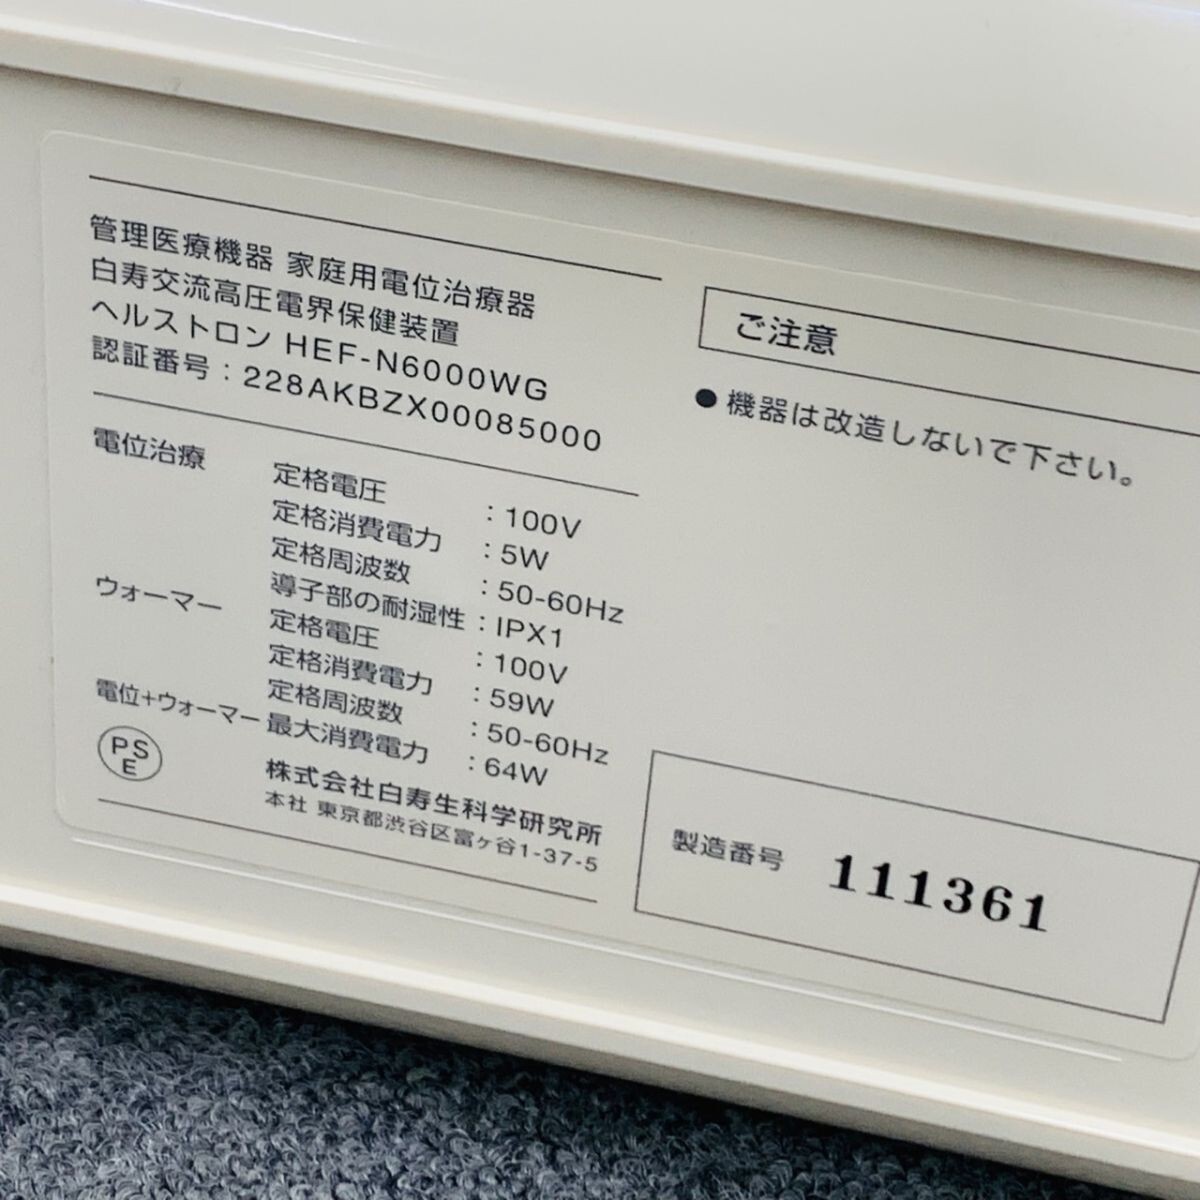 管理医療機器 家庭用電位治療器
白寿交流高圧電界保健装置
ヘルストロン HEF-N6000WG
認証番号：228AKBZX00085000
電位治療 定格電圧 ：100V
定格消費電力 ：5W
定格周波数 ：50-60Hz
導子部の耐湿性 ：IPX1
ウォーマー 定格電圧 ：100V
定格消費電力 ：59W
定格周波数 ：50-60Hz
電位+ウォーマー 最大消費電力 ：64W
PS
E
株式会社白寿生科学研究所
本社 東京都渋谷区富ヶ谷1-37-5
ご注意
●機器は改造しないで下さい。
製造番号 111361